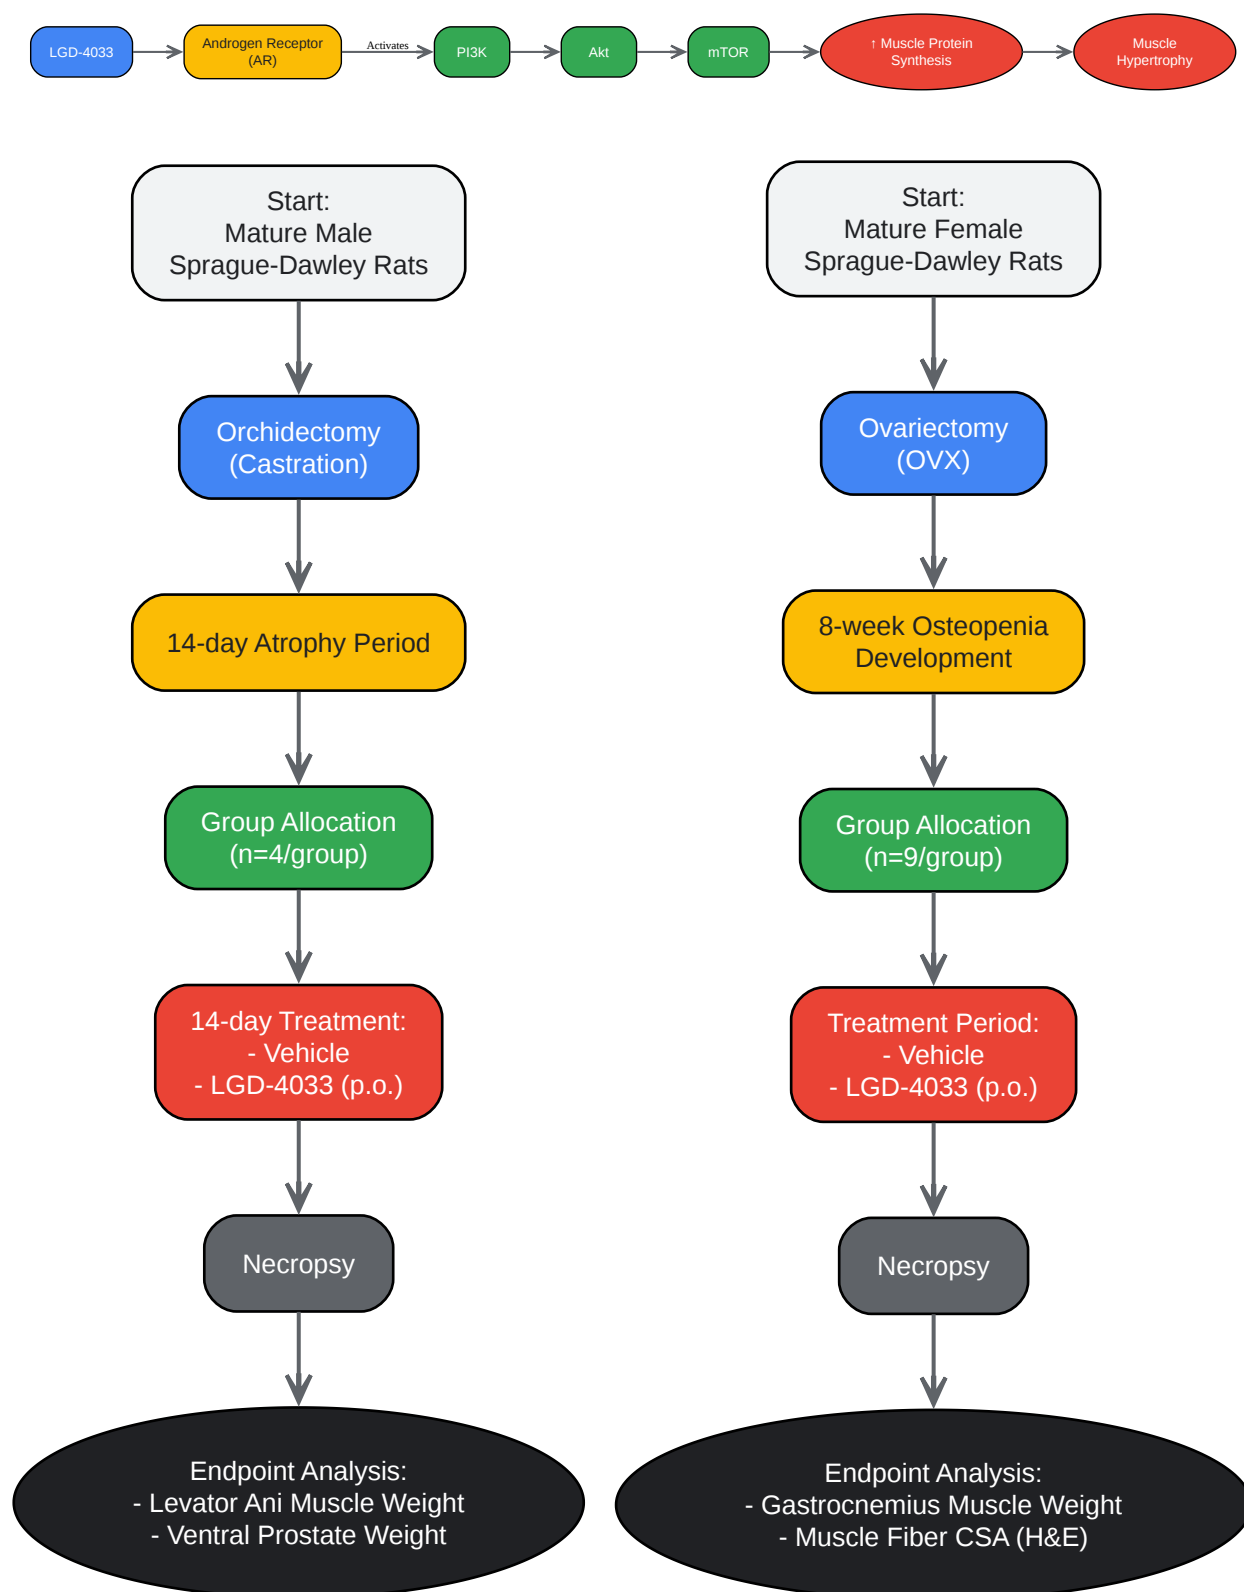 LGD-4033
Androgen Receptor
(AR)
Activates
PI3K
Akt
mTOR
↑ Muscle Protein
Synthesis
Muscle
Hypertrophy
Start:
Mature Male
Sprague-Dawley Rats
Orchidectomy
(Castration)
14-day Atrophy Period
Group Allocation
(n=4/group)
14-day Treatment:
- Vehicle
- LGD-4033 (p.o.)
Necropsy
Endpoint Analysis:
- Levator Ani Muscle Weight
- Ventral Prostate Weight
Start:
Mature Female
Sprague-Dawley Rats
Ovariectomy
(OVX)
8-week Osteopenia
Development
Group Allocation
(n=9/group)
Treatment Period:
- Vehicle
- LGD-4033 (p.o.)
Necropsy
Endpoint Analysis:
- Gastrocnemius Muscle Weight
- Muscle Fiber CSA (H&E)